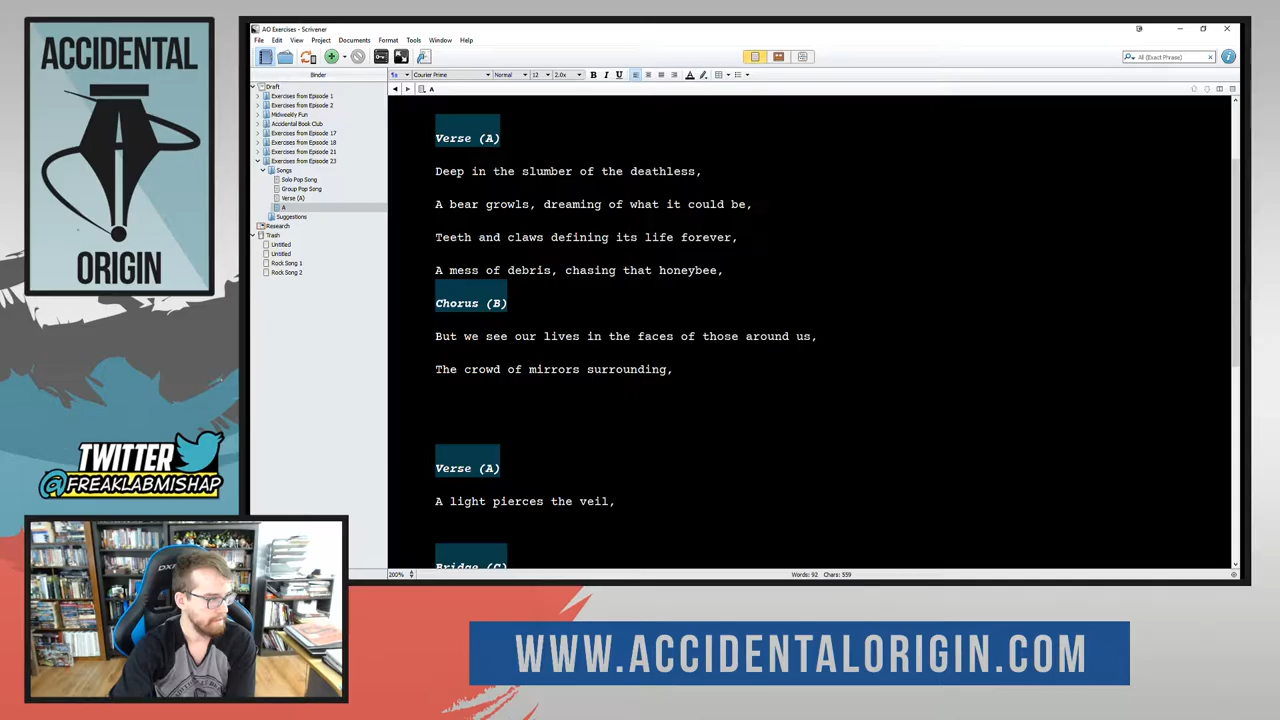 ACCIDENTAL
ORIGIN
TWITTER
@FREAKLABMISHAP
AO Exercises - Scrivener
File Edit View Project Documents Format Tools Window Help
All (Exact Phrase)
Binder
Courier Prime Normal 12 2.0x B I U A
Draft
Exercises from Episode 1
Exercises from Episode 2
Midweekly Fun
Accidental Book Club
Exercises from Episode 17
Exercises from Episode 18
Exercises from Episode 21
Exercises from Episode 23
Songs
Solo Pop Song
Group Pop Song
Verse (A)
A
Suggestions
Research
Trash
Untitled
Untitled
Rock Song 1
Rock Song 2
A
Verse (A)
Deep in the slumber of the deathless,
A bear growls, dreaming of what it could be,
Teeth and claws defining its life forever,
A mess of debris, chasing that honeybee,
Chorus (B)
But we see our lives in the faces of those around us,
The crowd of mirrors surrounding,
Verse (A)
A light pierces the veil,
Bridge (C)
200%
Words: 92 Chars: 559
WWW.ACCIDENTALORIGIN.COM